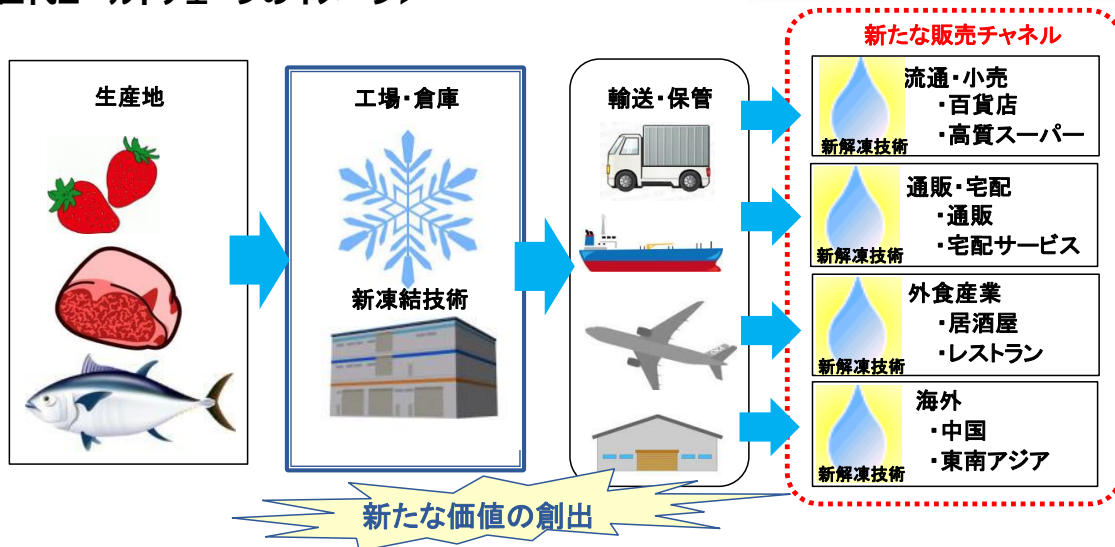 新たな販売チャネル
生産地
工場・倉庫
新凍結技術
輸送・保管
流通・小売
・百貨店
・高質スーパー
新解凍技術
通販・宅配
・通販
・宅配サービス
新解凍技術
外食産業
・居酒屋
・レストラン
新解凍技術
海外
・中国
・東南アジア
新解凍技術
新たな価値の創出